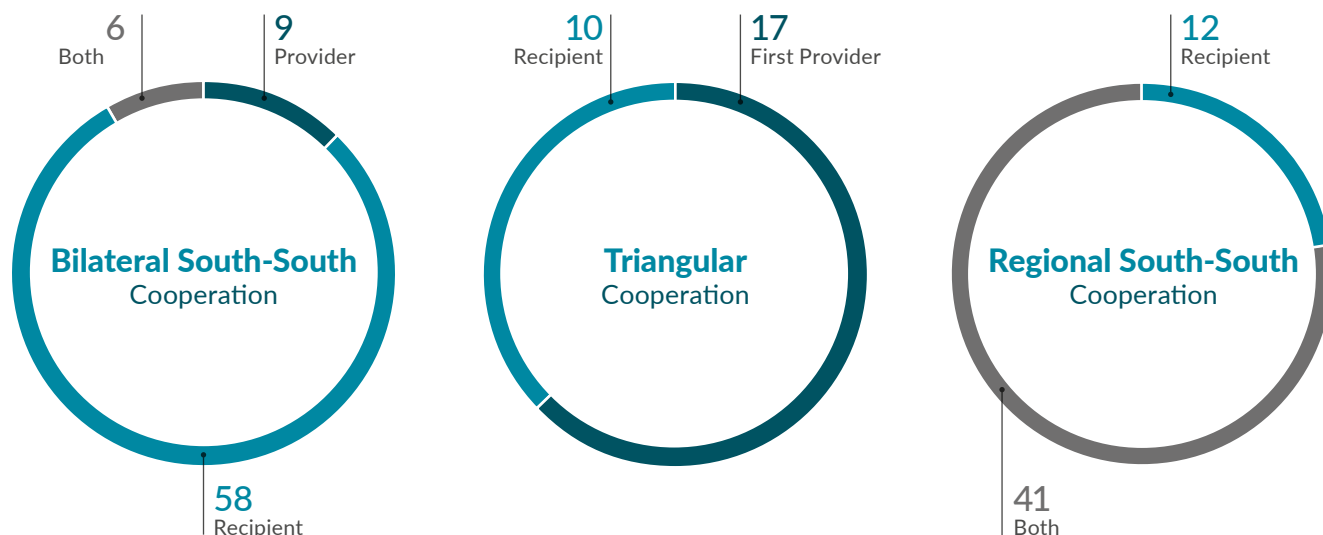 6
Both
9
Provider
Bilateral South-South
Cooperation
58
Recipient
10
Recipient
17
First Provider
Triangular
Cooperation
12
Recipient
Regional South-South
Cooperation
41
Both